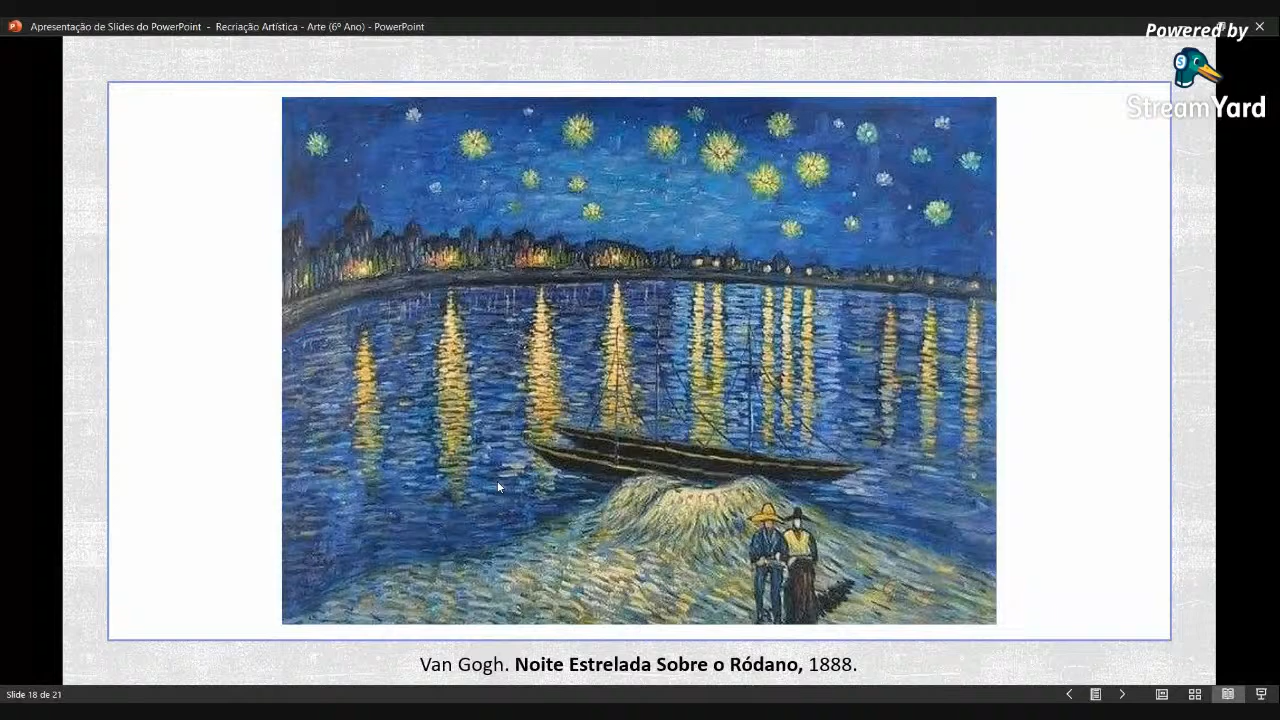 Apresentação de Slides do PowerPoint - Recriação Artística - Arte (6º Ano) - PowerPoint
Powered by
StreamYard
Van Gogh. Noite Estrelada Sobre o Ródano, 1888.
Slide 18 de 21